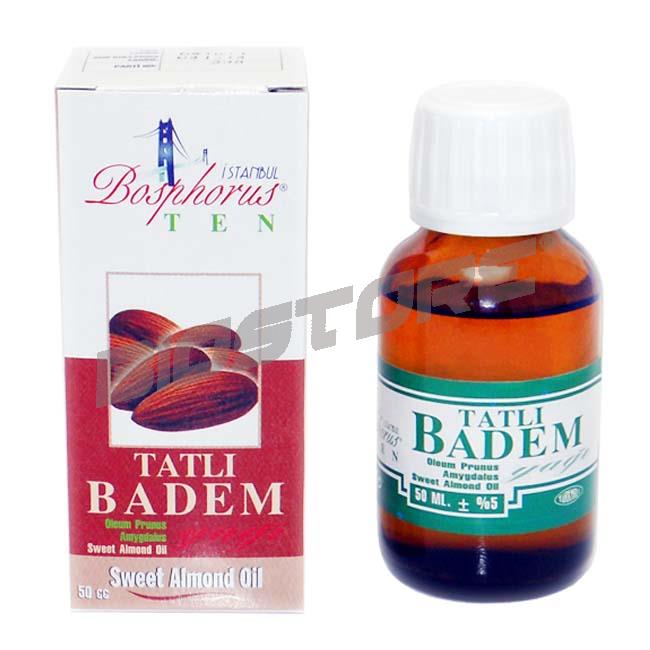 İSTANBUL
Bosphorus®
TEN
TATLI
BADEM
yağı
Oleum Prunus
Amygdalus
Sweet Almond Oil
Sweet Almond Oil
50 cc
TATLI
BADEM
yağı
Oleum Prunus
Amygdalus
Sweet Almond Oil
50 ML. ± %5